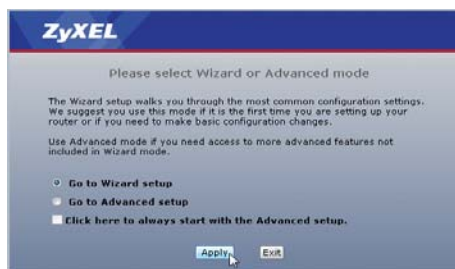 ZyXEL
Please select Wizard or Advanced mode
The Wizard setup walks you through the most common configuration settings.
We suggest you use this mode if it is the first time you are setting up your
router or if you need to make basic configuration changes.
Use Advanced mode if you need access to more advanced features not
included in Wizard mode.
Go to Wizard setup
Go to Advanced setup
Click here to always start with the Advanced setup.
Apply
Exit